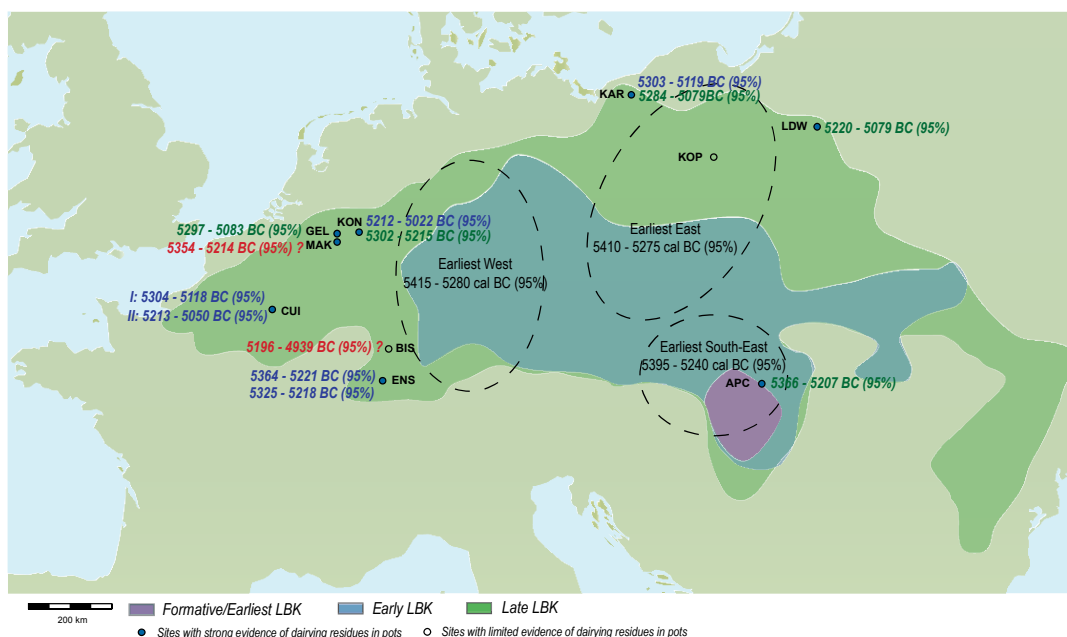 5303 - 5119 BC (95%)
KAR
5284 - 5079BC (95%)
LDW
5220 - 5079 BC (95%)
KOP
KON
5212 - 5022 BC (95%)
5297 - 5083 BC (95%)
GEL
5302 - 5215 BC (95%)
5354 - 5214 BC (95%) ?
MAK
Earliest East
5410 - 5275 cal BC (95%)
Earliest West
5415 - 5280 cal BC (95%)
I: 5304 - 5118 BC (95%)
CUI
II: 5213 - 5050 BC (95%)
5196 - 4939 BC (95%) ?
BIS
Earliest South-East
5395 - 5240 cal BC (95%)
5364 - 5221 BC (95%)
ENS
5325 - 5218 BC (95%)
APC
5366 - 5207 BC (95%)
200 km
Formative/Earliest LBK
Early LBK
Late LBK
Sites with strong evidence of dairying residues in pots
Sites with limited evidence of dairying residues in pots